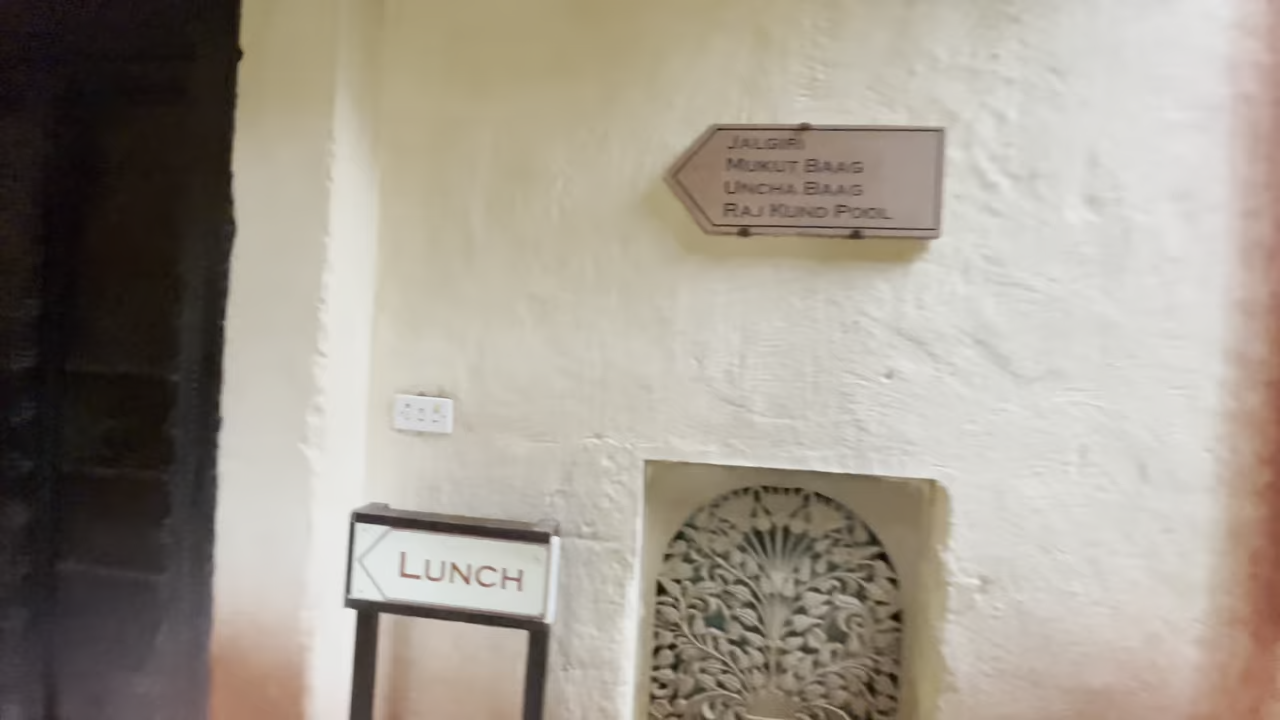 JALGIRI
MUKUT BAAG
UNCHA BAAG
RAJ KUND POOL
LUNCH